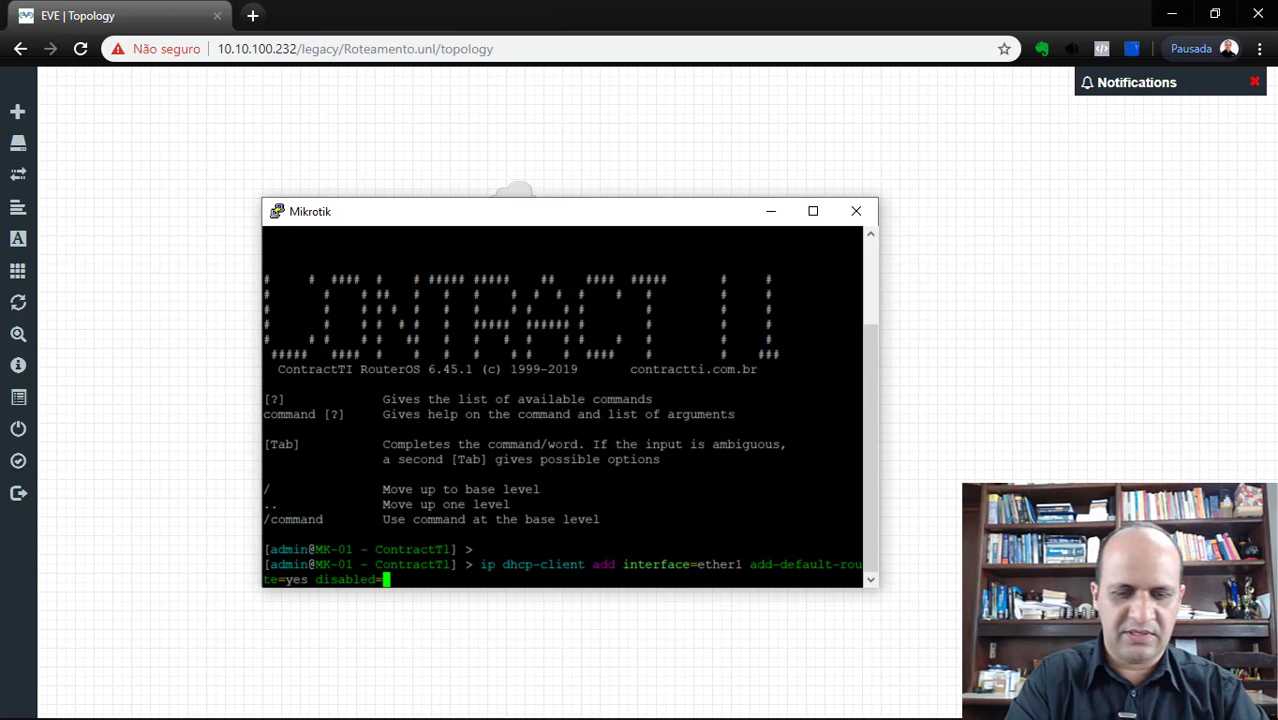 EVE | Topology
Não seguro
10.10.100.232/legacy/Roteamento.unl/topology
Pausada
Notifications
Mikrotik
CONTRACT TI
ContractTI RouterOS 6.45.1 (c) 1999-2019 contractti.com.br
[?] Gives the list of available commands
command [?] Gives help on the command and list of arguments
[Tab] Completes the command/word. If the input is ambiguous,
a second [Tab] gives possible options
/ Move up to base level
.. Move up one level
/command Use command at the base level
[admin@MK-01 - ContractTl] >
[admin@MK-01 - ContractTl] > ip dhcp-client add interface=ether1 add-default-rou
te=yes disabled=